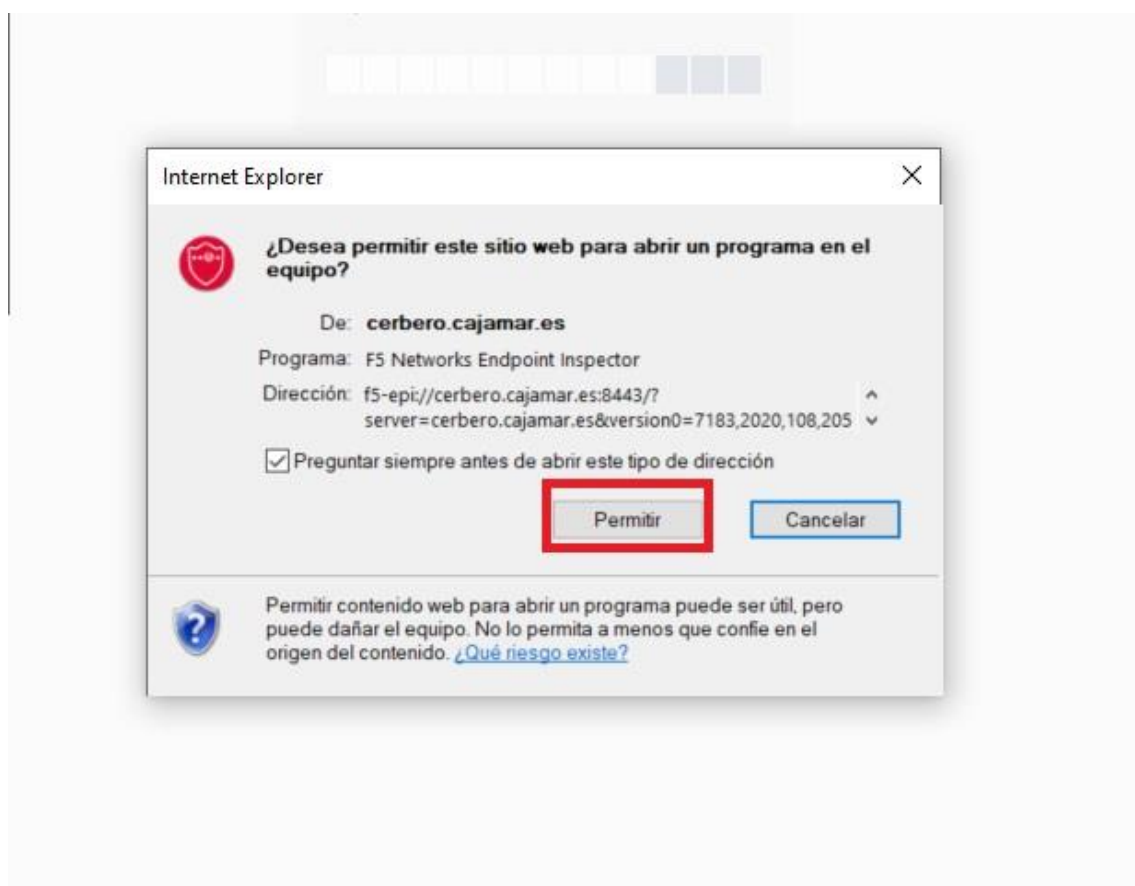 Internet Explorer
¿Desea permitir este sitio web para abrir un programa en el
equipo?
De: cerbero.cajamar.es
Programa: F5 Networks Endpoint Inspector
Dirección: f5-epi://cerbero.cajamar.es:8443/?
server=cerbero.cajamar.es&version0=7183,2020,108,205
Preguntar siempre antes de abrir este tipo de dirección
Permitir Cancelar
Permitir contenido web para abrir un programa puede ser útil, pero
puede dañar el equipo. No lo permita a menos que confíe en el
origen del contenido. ¿Qué riesgo existe?